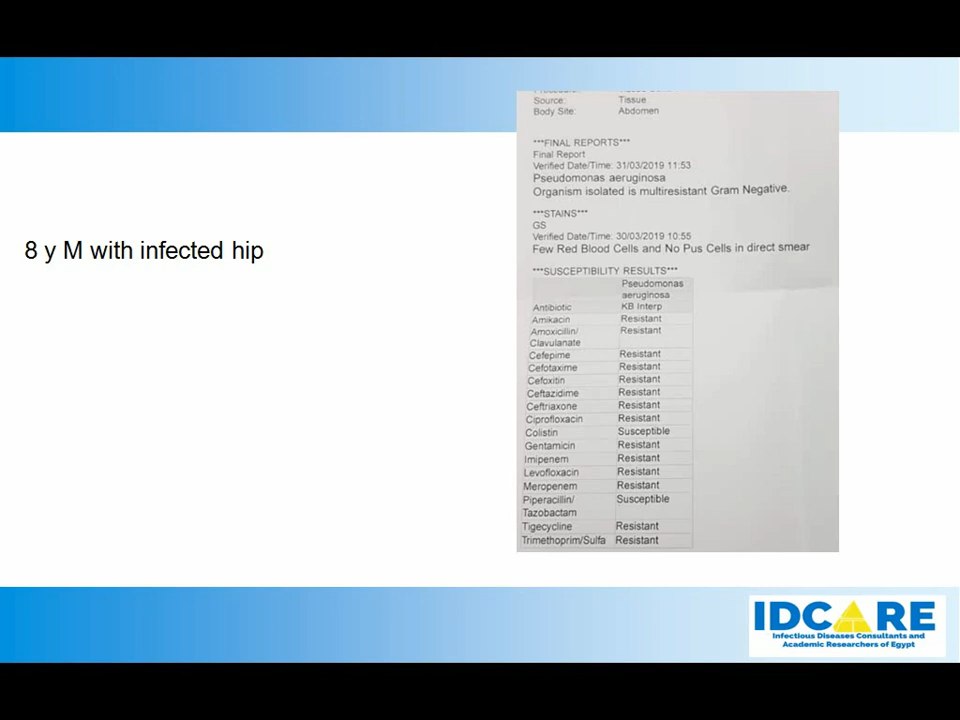 8 y M with infected hip
Source: Tissue
Body Site: Abdomen
***FINAL REPORTS***
Final Report
Verified Date/Time: 31/03/2019 11:53
Pseudomonas aeruginosa
Organism isolated is multiresistant Gram Negative.
***STAINS***
GS
Verified Date/Time: 30/03/2019 10:55
Few Red Blood Cells and No Pus Cells in direct smear
***SUSCEPTIBILITY RESULTS***
Pseudomonas
aeruginosa
Antibiotic KB Interp
Amikacin Resistant
Amoxicillin/ Resistant
Clavulanate
Cefepime Resistant
Cefotaxime Resistant
Cefoxitin Resistant
Ceftazidime Resistant
Ceftriaxone Resistant
Ciprofloxacin Resistant
Colistin Susceptible
Gentamicin Resistant
Imipenem Resistant
Levofloxacin Resistant
Meropenem Resistant
Piperacillin/ Susceptible
Tazobactam
Tigecycline Resistant
Trimethoprim/Sulfa Resistant
IDCARE
Infectious Diseases Consultants and
Academic Researchers of Egypt